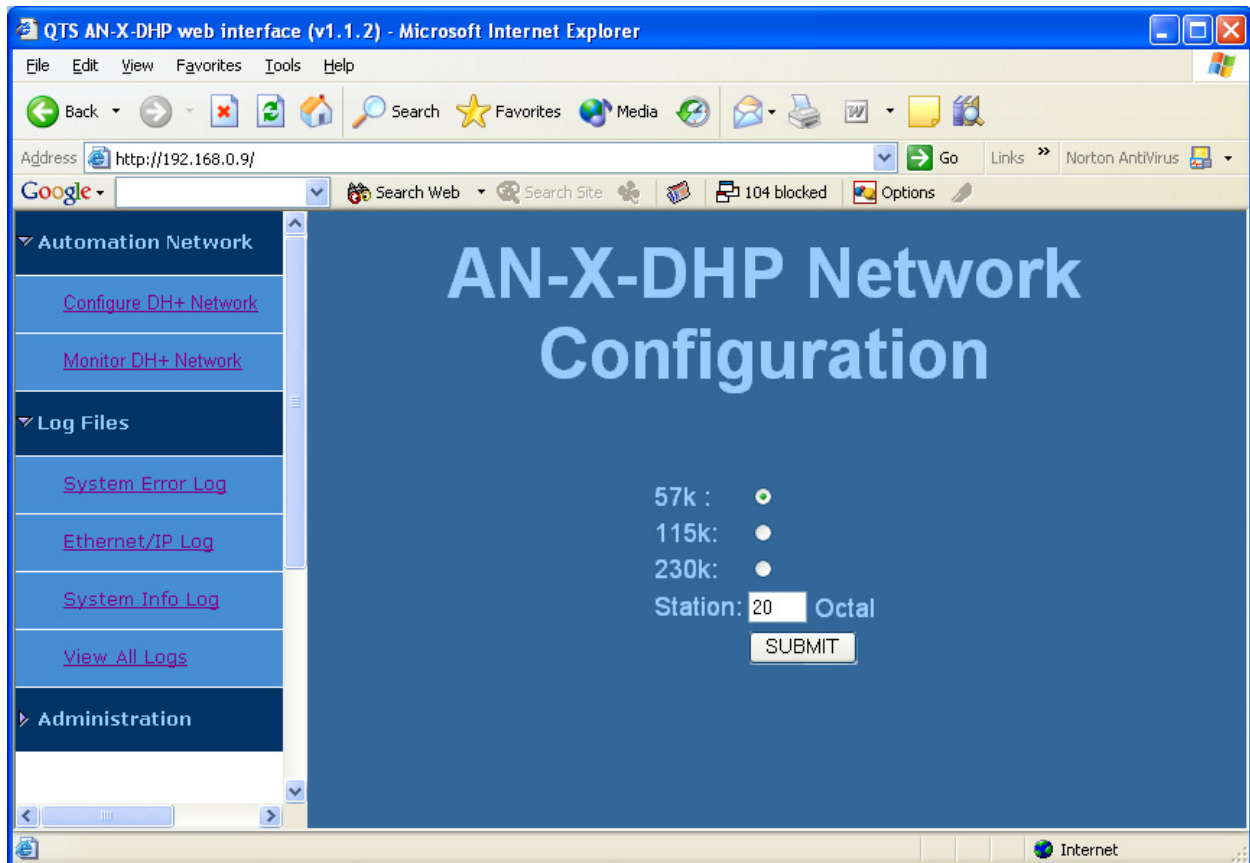 QTS AN-X-DHP web interface (v1.1.2) - Microsoft Internet Explorer
File Edit View Favorites Tools Help
Back Search Favorites Media
Address http://192.168.0.9/ Go Links » Norton AntiVirus
Google Search Web Search Site 104 blocked Options
Automation Network
Configure DH+ Network
Monitor DH+ Network
Log Files
System Error Log
Ethernet/IP Log
System Info Log
View All Logs
Administration
AN-X-DHP Network
Configuration
57k :
115k:
230k:
Station: 20 Octal
SUBMIT
Internet